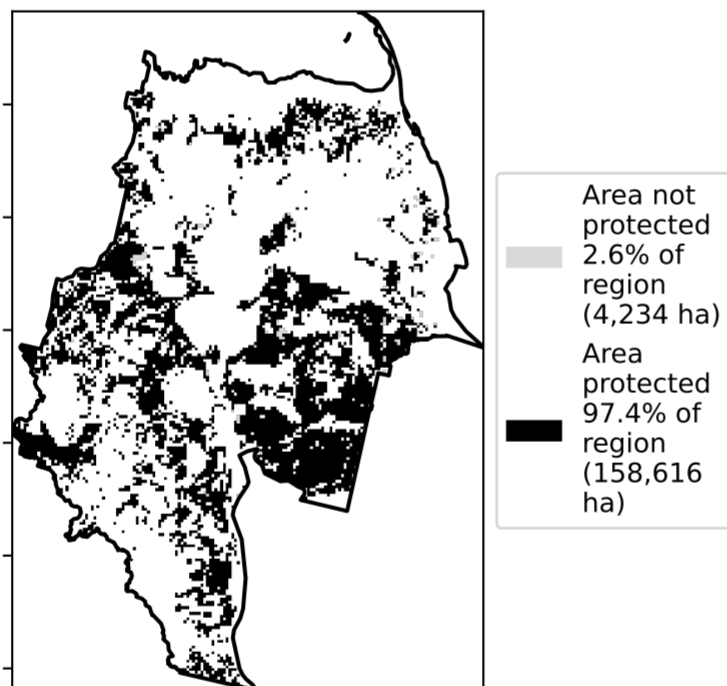 Area not
protected
2.6% of
region
(4,234 ha)
Area
protected
97.4% of
region
(158,616
ha)